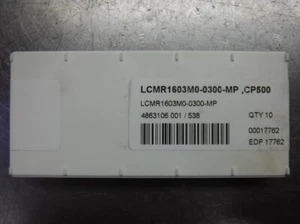 LCMR1603M0-0300-MP ,CP500
LCMR1603M0-0300-MP
4863106 001 / 538 QTY 10
00017762
EDP 17762